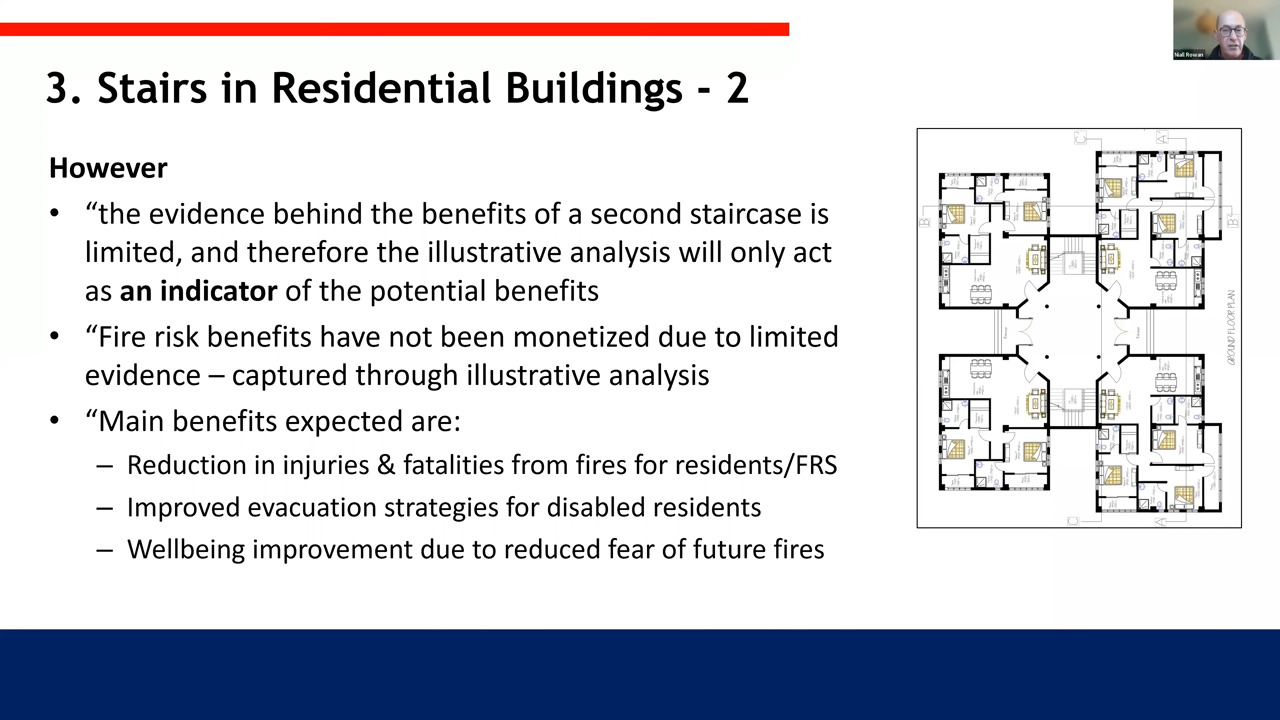 Niall Rowan
3. Stairs in Residential Buildings - 2
However
• “the evidence behind the benefits of a second staircase is
limited, and therefore the illustrative analysis will only act
as an indicator of the potential benefits
• “Fire risk benefits have not been monetized due to limited
evidence – captured through illustrative analysis
• “Main benefits expected are:
– Reduction in injuries & fatalities from fires for residents/FRS
– Improved evacuation strategies for disabled residents
– Wellbeing improvement due to reduced fear of future fires
GROUND FLOOR PLAN